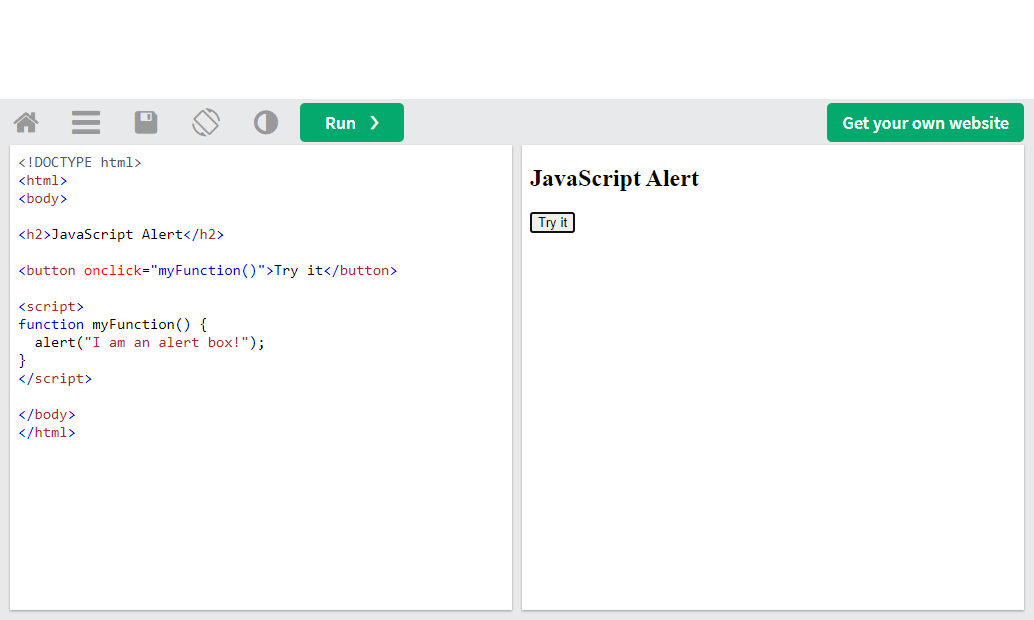 Run ❯
Get your own website
<!DOCTYPE html>
<html>
<body>
<h2>JavaScript Alert</h2>
<button onclick="myFunction()">Try it</button>
<script>
function myFunction() {
  alert("I am an alert box!");
}
</script>
</body>
</html>
JavaScript Alert
Try it